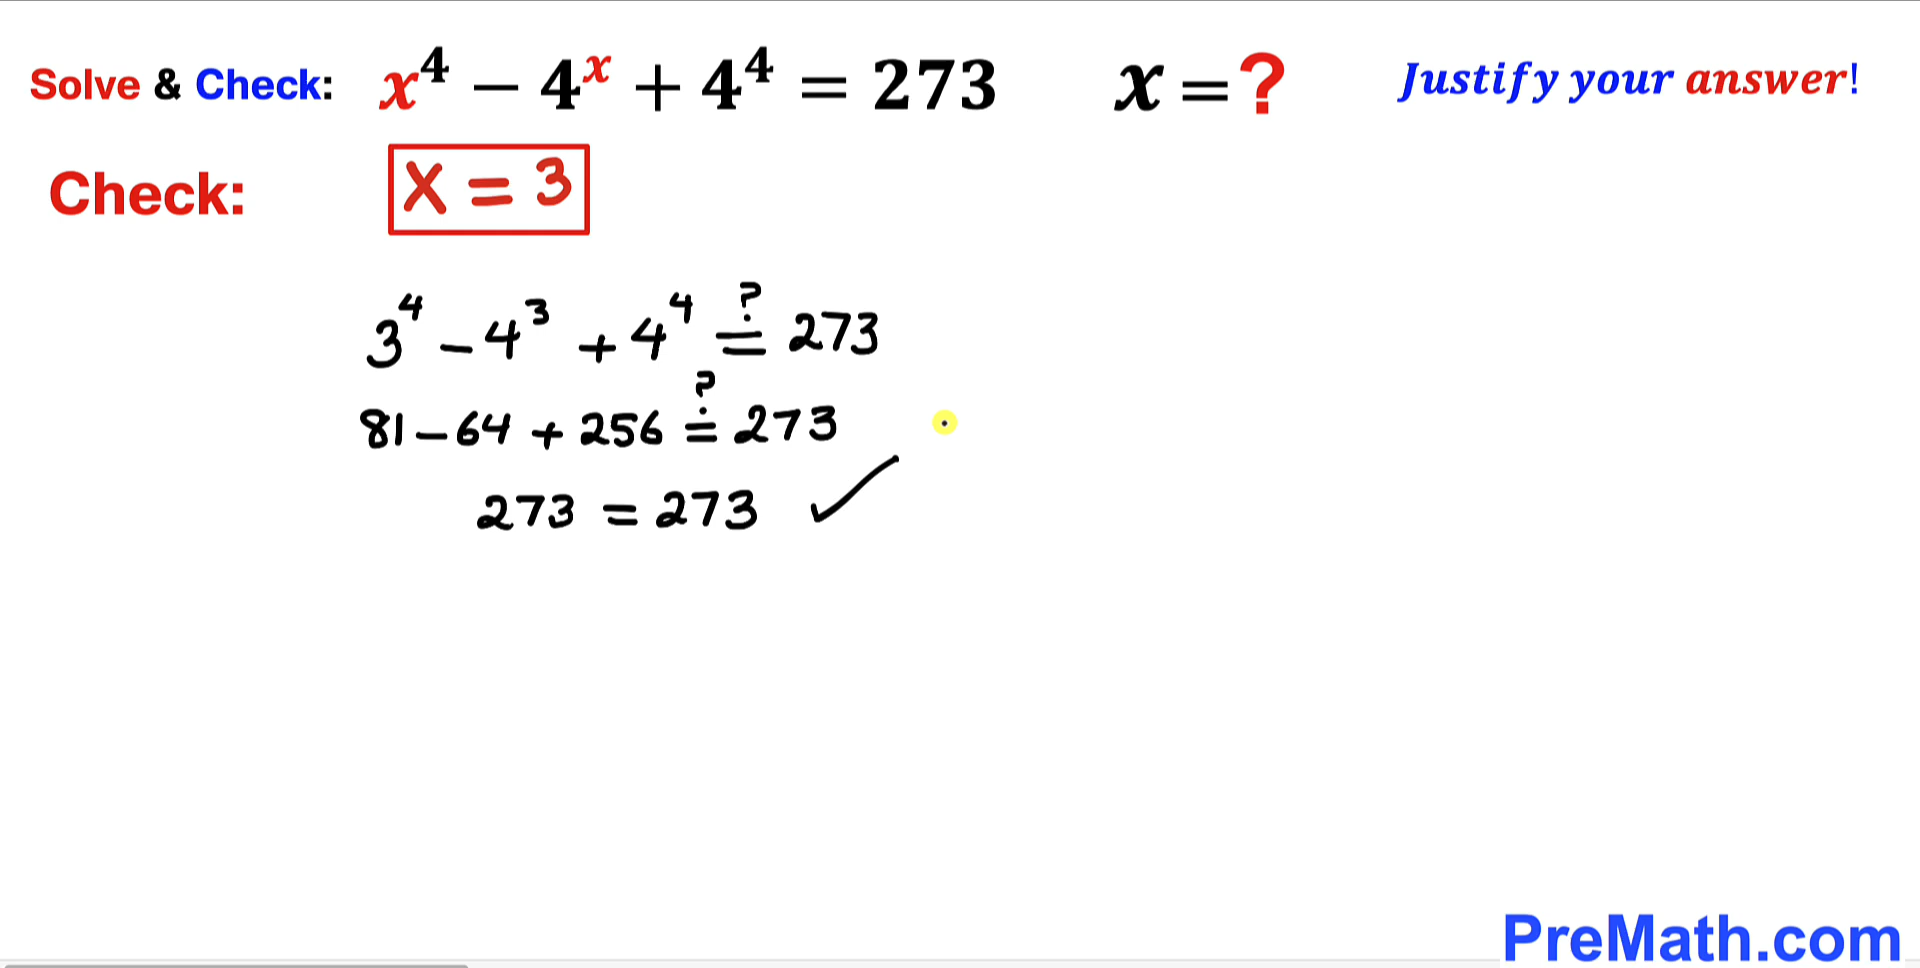 Solve & Check: x⁴ − 4ˣ + 4⁴ = 273 x = ? Justify your answer!
Check: x = 3
3⁴ − 4³ + 4⁴ ≟ 273
81 − 64 + 256 ≟ 273
273 = 273 ✓
PreMath.com